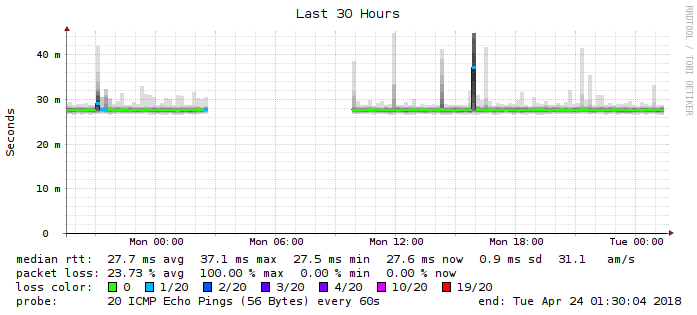 Last 30 Hours
RRDTOOL / TOBI OETIKER
Seconds
40 m
30 m
20 m
10 m
0
Mon 00:00 Mon 06:00 Mon 12:00 Mon 18:00 Tue 00:00
median rtt: 27.7 ms avg 37.1 ms max 27.5 ms min 27.6 ms now 0.9 ms sd 31.1 am/s
packet loss: 23.73 % avg 100.00 % max 0.00 % min 0.00 % now
loss color: 0 1/20 2/20 3/20 4/20 10/20 19/20
probe: 20 ICMP Echo Pings (56 Bytes) every 60s end: Tue Apr 24 01:30:04 2018